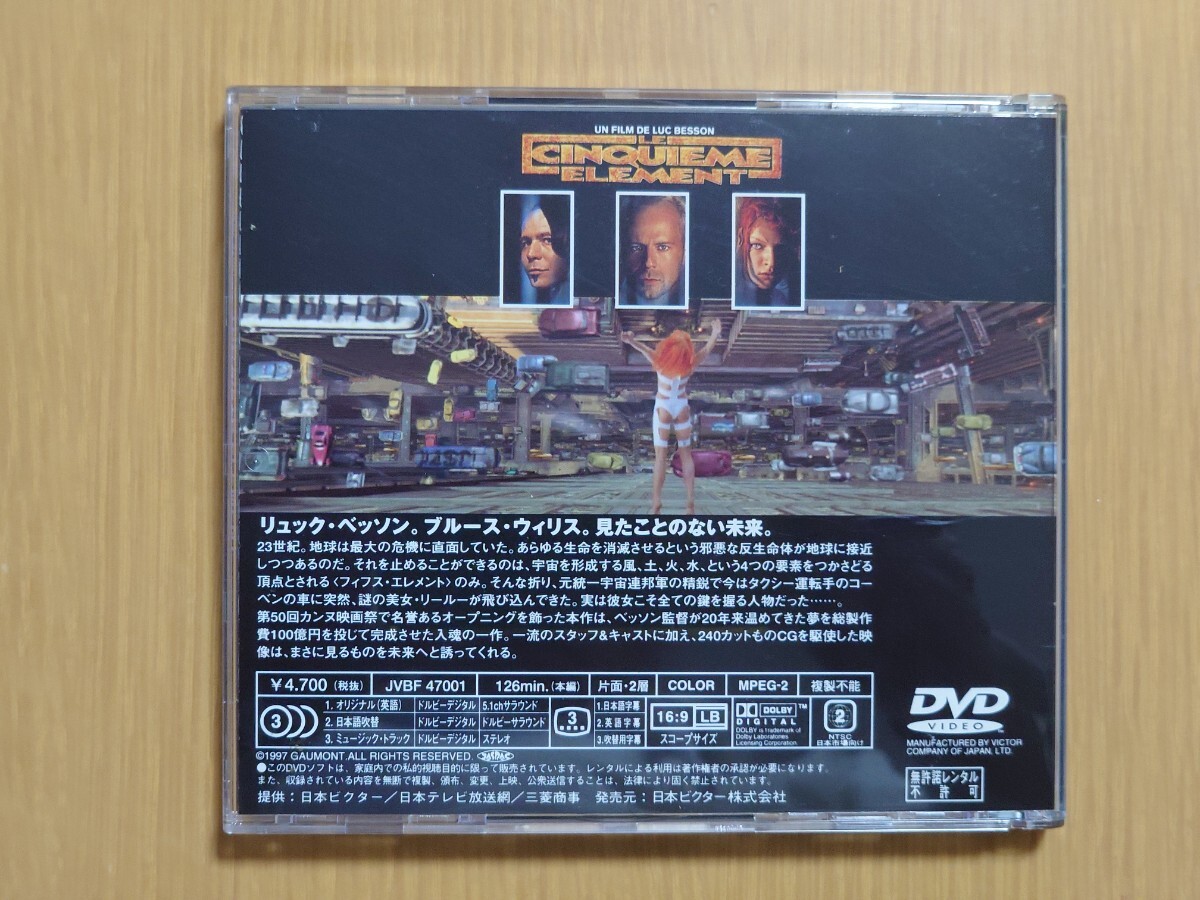 UN FILM DE LUC BESSON
LE
CINQUIEME
ELEMENT
リュック・ベッソン。ブルース・ウィリス。見たことのない未来。
23世紀。地球は最大の危機に直面していた。あらゆる生命を消滅させるという邪悪な反生命体が地球に接近
しつつあるのだ。それを止めることができるのは、宇宙を形成する風、土、火、水、という4つの要素をつかさどる
頂点とされる〈フィフス・エレメント〉のみ。そんな折り、元統一宇宙連邦軍の精鋭で今はタクシー運転手のコー
ベンの車に突然、謎の美女・リールーが飛び込んできた。実は彼女こそ全ての鍵を握る人物だった……。
第50回カンヌ映画祭で名誉あるオープニングを飾った本作は、ベッソン監督が20年来温めてきた夢を総製作
費100億円を投じて完成させた入魂の一作。一流のスタッフ&キャストに加え、240カットものCGを駆使した映
像は、まさに見るものを未来へと誘ってくれる。
¥4.700 (税抜) JVBF 47001 126min.(本編) 片面・2層 COLOR MPEG-2 複製不能
3
1. オリジナル(英語) ドルビーデジタル 5.1chサラウンド
2. 日本語吹替 ドルビーデジタル ドルビーサラウンド
3. ミュージック・トラック ドルビーデジタル ステレオ
3
1.日本語字幕
2.英語字幕
3.吹替用字幕
16:9 LB
スコープサイズ
DOLBY™
DIGITAL
DOLBY is trademark of
Dolby Laboratories
Licensing Corporation.
2
NTSC
日本市場向け
DVD
VIDEO
MANUFACTURED BY VICTOR
COMPANY OF JAPAN, LTD.
©1997 GAUMONT.ALL RIGHTS RESERVED.
●このDVDソフトは、家庭内での私的視聴目的に限って販売されています。レンタルによる利用は著作権者の承諾が必要になります。
また、収録されている内容を無断で複製、頒布、変更、上映、公衆送信することは、法律により固く禁止されています。
提供：日本ビクター／日本テレビ放送網／三菱商事 発売元：日本ビクター株式会社
無許諾レンタル
不許可